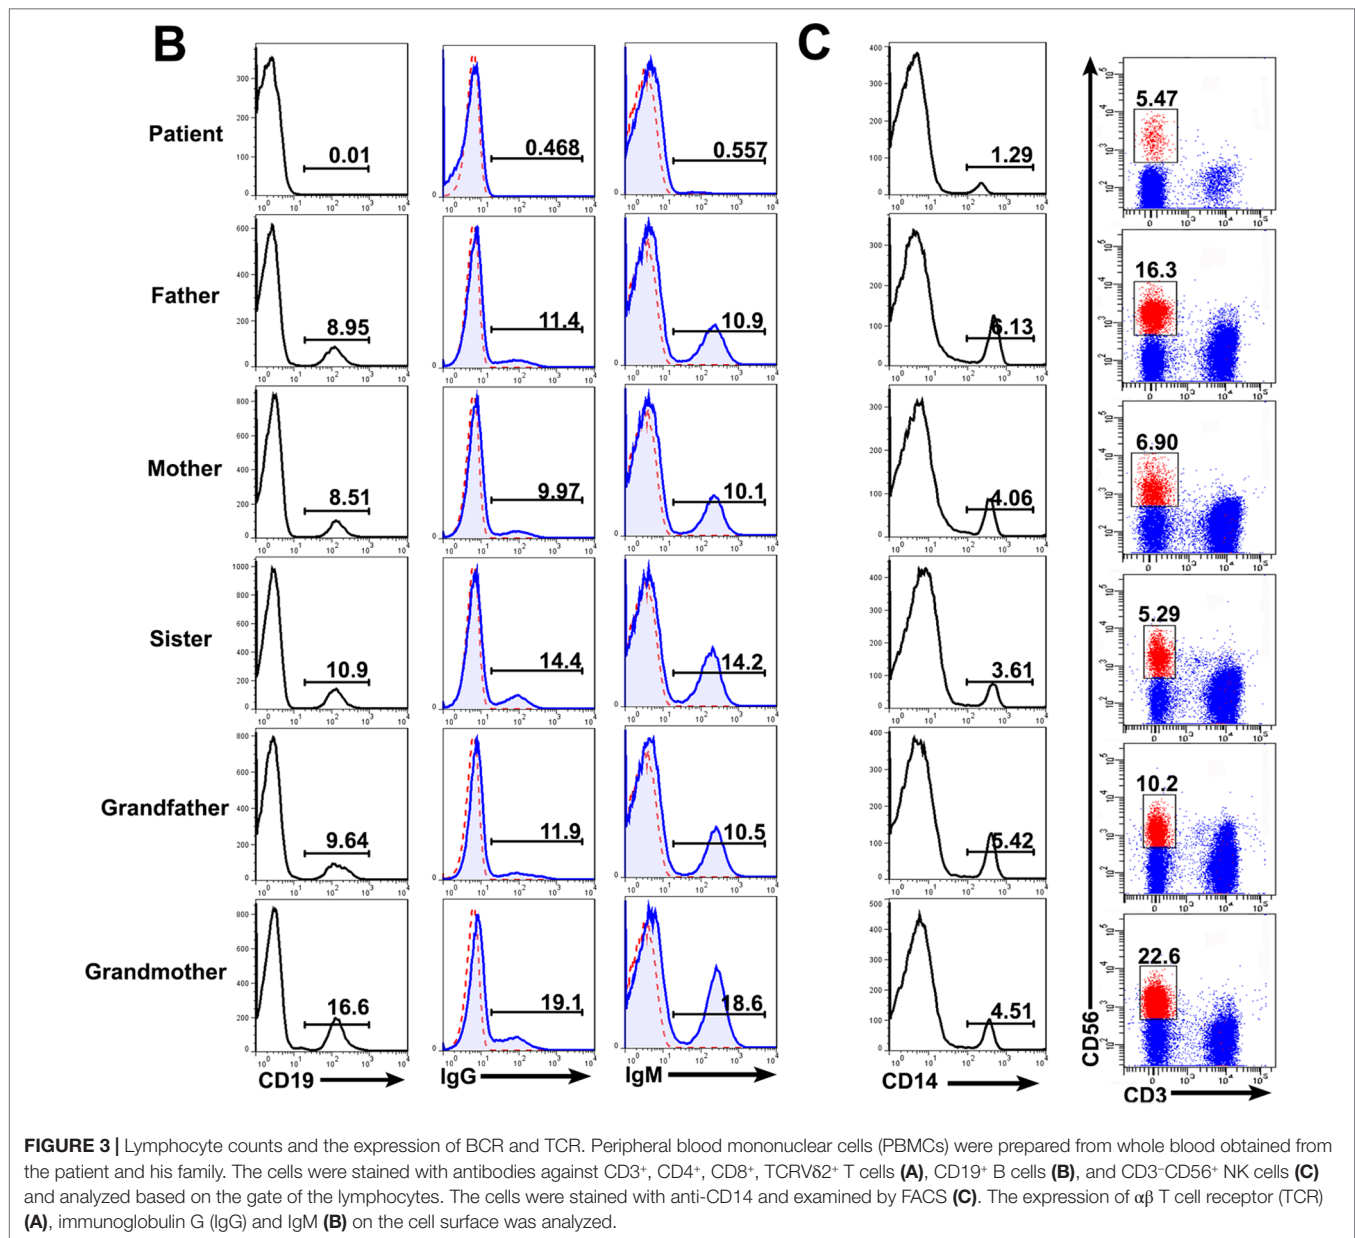 B
C
Patient
0.01
0.468
0.557
1.29
5.47
Father
8.95
11.4
10.9
6.13
16.3
Mother
8.51
9.97
10.1
4.06
6.90
Sister
10.9
14.4
14.2
3.61
5.29
Grandfather
9.64
11.9
10.5
5.42
10.2
Grandmother
16.6
19.1
18.6
4.51
22.6
CD19
IgG
IgM
CD14
CD56
CD3
FIGURE 3 | Lymphocyte counts and the expression of BCR and TCR. Peripheral blood mononuclear cells (PBMCs) were prepared from whole blood obtained from
the patient and his family. The cells were stained with antibodies against CD3⁺, CD4⁺, CD8⁺, TCRVδ2⁺ T cells (A), CD19⁺ B cells (B), and CD3⁻CD56⁺ NK cells (C)
and analyzed based on the gate of the lymphocytes. The cells were stained with anti-CD14 and examined by FACS (C). The expression of αβ T cell receptor (TCR)
(A), immunoglobulin G (IgG) and IgM (B) on the cell surface was analyzed.